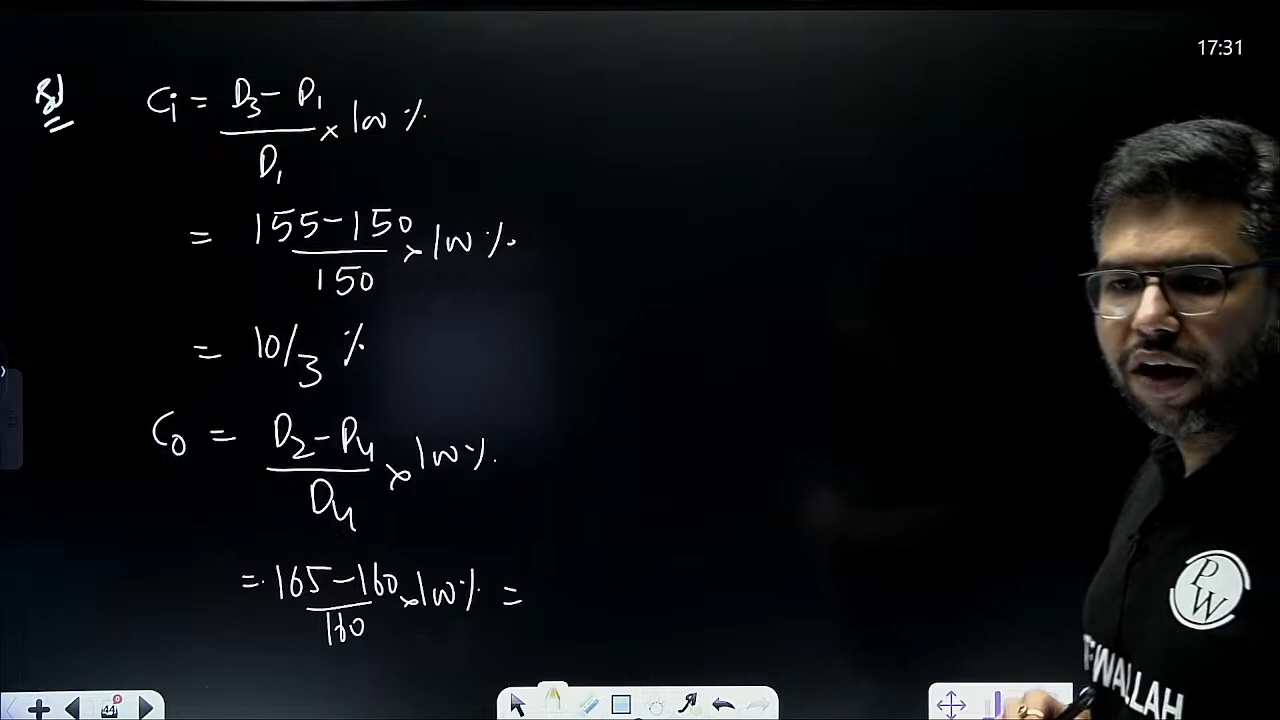 17:31
Sol
Ci = D3 - D1 / D1 × 100 %
= 155 - 150 / 150 × 100 %
= 10/3 %
C0 = D2 - D4 / D4 × 100 %
= 165 - 160 / 160 × 100 % =
PW
WALLAH
44